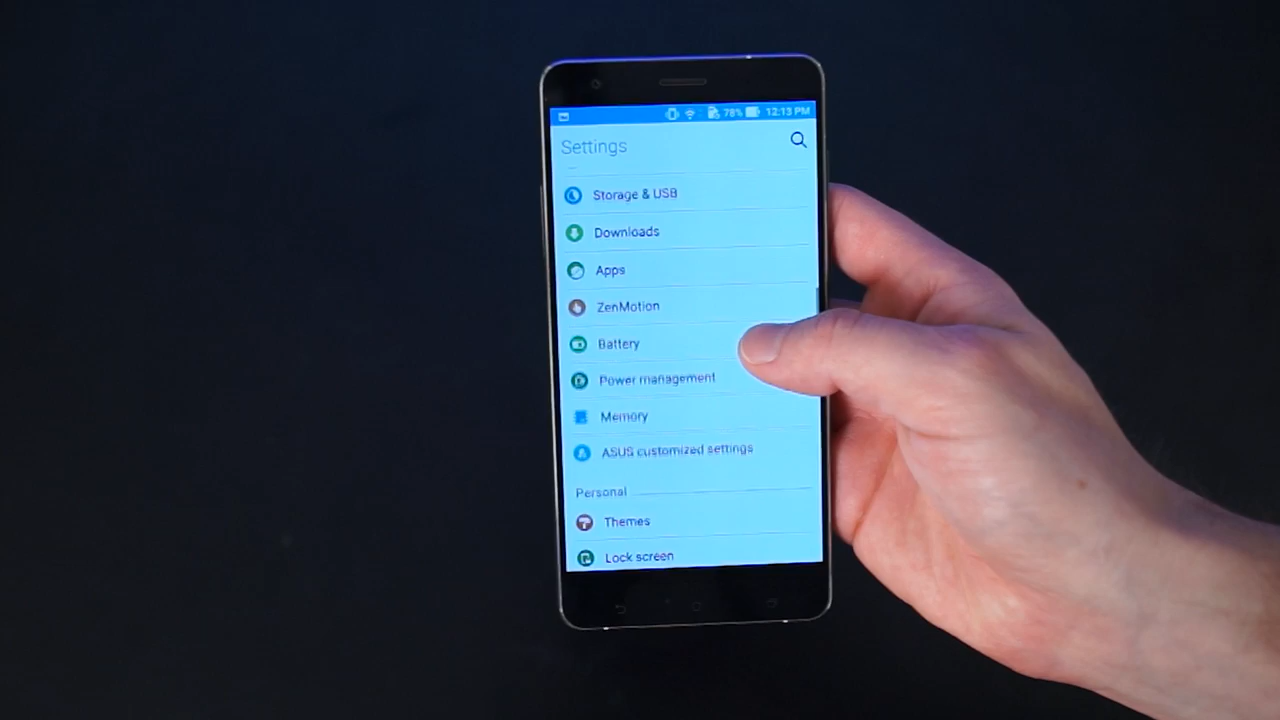 78% 12:13 PM
Settings
Storage & USB
Downloads
Apps
ZenMotion
Battery
Power management
Memory
ASUS customized settings
Personal
Themes
Lock screen